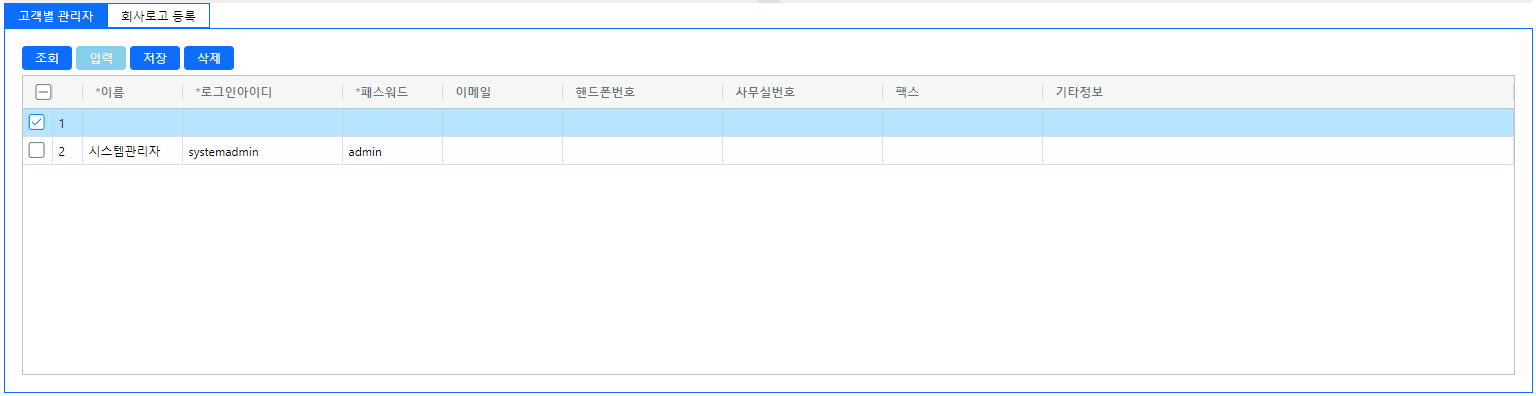 고객별 관리자 회사로고 등록
조회 입력 저장 삭제
*이름 *로그인아이디 *패스워드 이메일 핸드폰번호 사무실번호 팩스 기타정보
1
2 시스템관리자 systemadmin admin